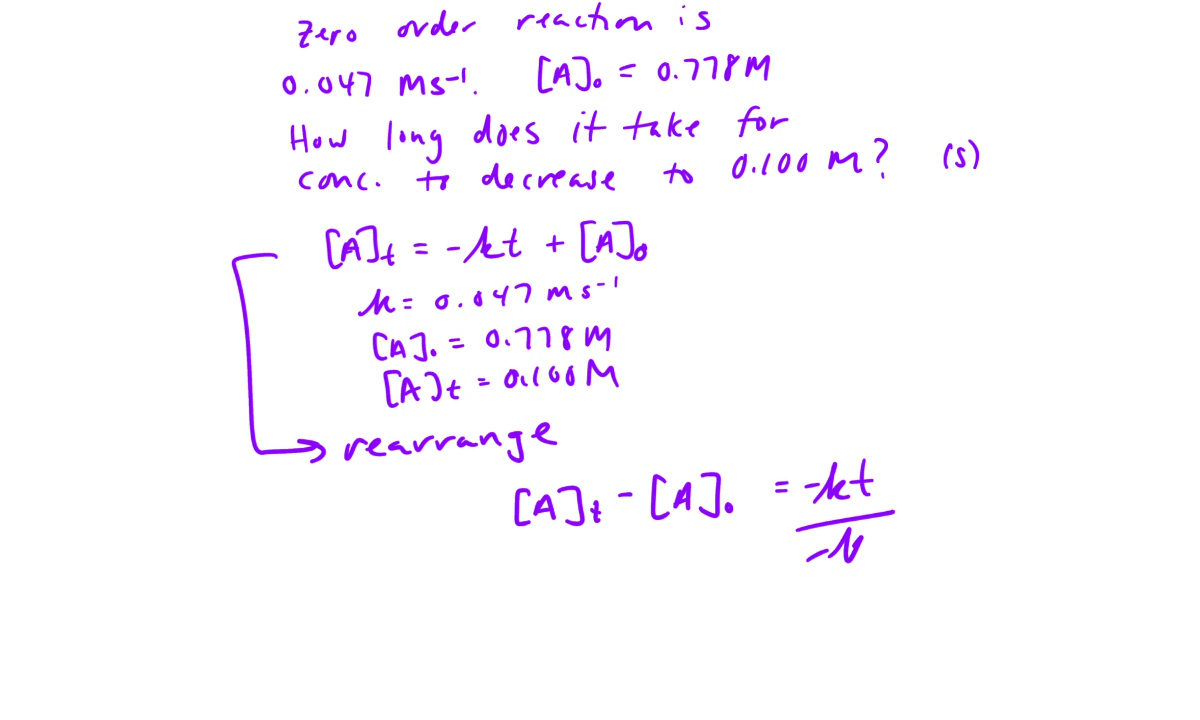 zero order reaction is
0.047 Ms⁻¹. [A]₀ = 0.778M
How long does it take for
conc. to decrease to 0.100 M? (s)
[A]t = -kt + [A]₀
k = 0.047 Ms⁻¹
[A]₀ = 0.778 M
[A]t = 0.100M
→ rearrange
[A]t - [A]₀ = -kt
-k